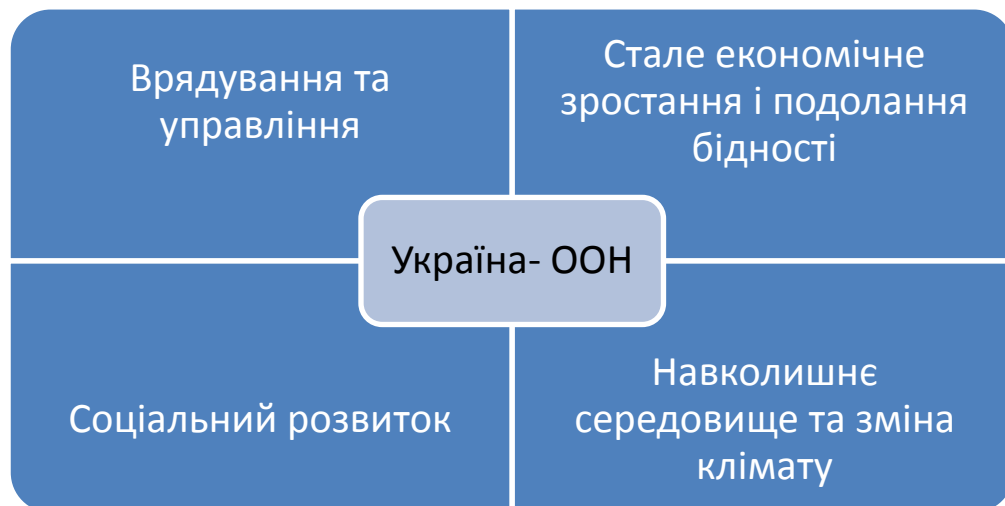 Врядування та
управління
Стале економічне
зростання і подолання
бідності
Україна- ООН
Соціальний розвиток
Навколишнє
середовище та зміна
клімату